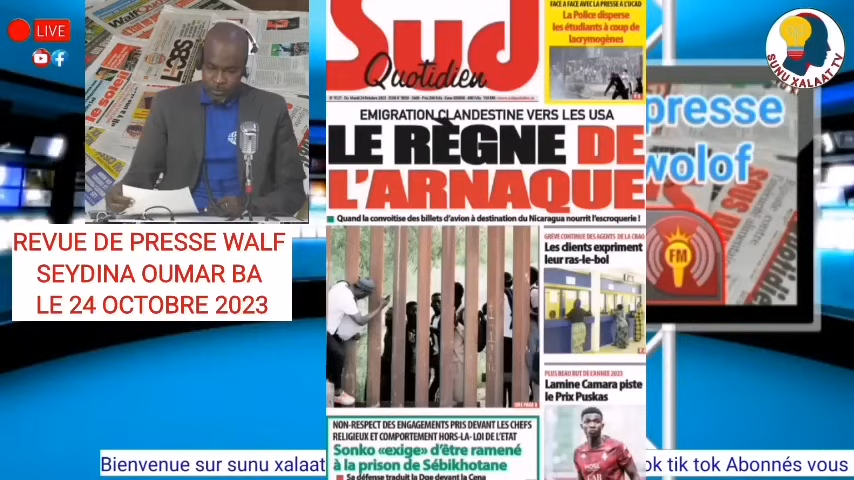 LIVE
REVUE DE PRESSE WALF
SEYDINA OUMAR BA
LE 24 OCTOBRE 2023
Sud
Quotidien
FACE A FACE AVEC LA PRESSE A L'UCAD
La Police disperse
les étudiants à coup de
lacrymogènes
EMIGRATION CLANDESTINE VERS LES USA
LE RÈGNE DE
L'ARNAQUE
Quand la convoitise des billets d'avion à destination du Nicaragua nourrit l'escroquerie !
GRÈVE CONTINUE DES AGENTS DE LA CBAO
Les clients expriment
leur ras-le-bol
PLUS BEAU BUT DE L'ANNEE 2023
Lamine Camara piste
le Prix Puskas
NON-RESPECT DES ENGAGEMENTS PRIS DEVANT LES CHEFS
RELIGIEUX ET COMPORTEMENT HORS-LA-LOI DE L'ETAT
Sonko «exige» d'être ramené
à la prison de Sébikhotane
Sa défense traduit la Dge devant la Cena
SUNU XALAAT TV
presse
wolof
FM
Bienvenue sur sunu xalaat
ok tik tok Abonnés vous